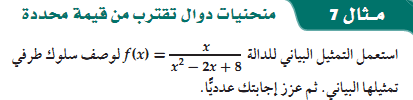 مـثال 7 منحنيات دوال تقترب من قيمة محددة
استعمل التمثيل البياني للدالة f(x) = x / (x² − 2x + 8) لوصف سلوك طرفي
تمثيلها البياني. ثم عزز إجابتك عدديًّا.